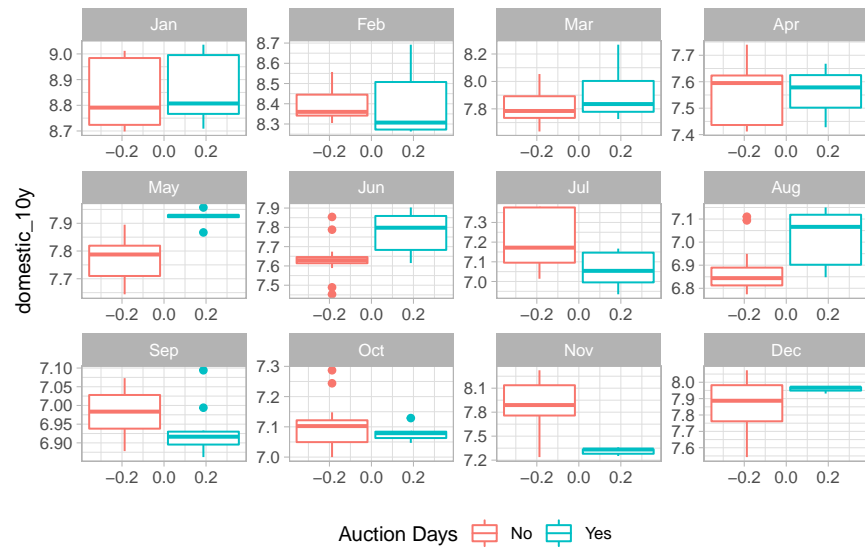 Jan Feb Mar Apr
9.0 8.7 8.2 7.7
8.9 8.6 8.0 7.6
8.8 8.5 7.8 7.5
8.7 8.4 7.4
8.3
−0.2 0.0 0.2 −0.2 0.0 0.2 −0.2 0.0 0.2 −0.2 0.0 0.2
domestic_10y
May Jun Jul Aug
7.9 7.9 7.3 7.1
7.8 7.8 7.2 7.0
7.7 7.7 7.1 6.9
7.6 7.0 6.8
7.5
−0.2 0.0 0.2 −0.2 0.0 0.2 −0.2 0.0 0.2 −0.2 0.0 0.2
Sep Oct Nov Dec
7.10 7.3 8.1 8.0
7.05 7.2 7.8 7.9
7.00 7.1 7.5 7.8
6.95 7.0 7.2 7.7
6.90 7.6
−0.2 0.0 0.2 −0.2 0.0 0.2 −0.2 0.0 0.2 −0.2 0.0 0.2
Auction Days No Yes